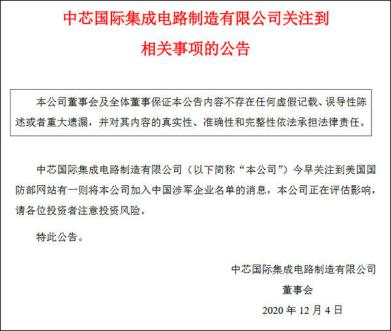 中芯国际集成电路制造有限公司关注到
相关事项的公告
本公司董事会及全体董事保证本公告内容不存在任何虚假记载、误导性陈
述或者重大遗漏，并对其内容的真实性、准确性和完整性依法承担法律责任。
中芯国际集成电路制造有限公司（以下简称“本公司”）今早关注到美国国
防部网站有一则将本公司加入中国涉军企业名单的消息，本公司正在评估影响，
请各位投资者注意投资风险。
特此公告。
中芯国际集成电路制造有限公司
董事会
2020 年 12 月 4 日